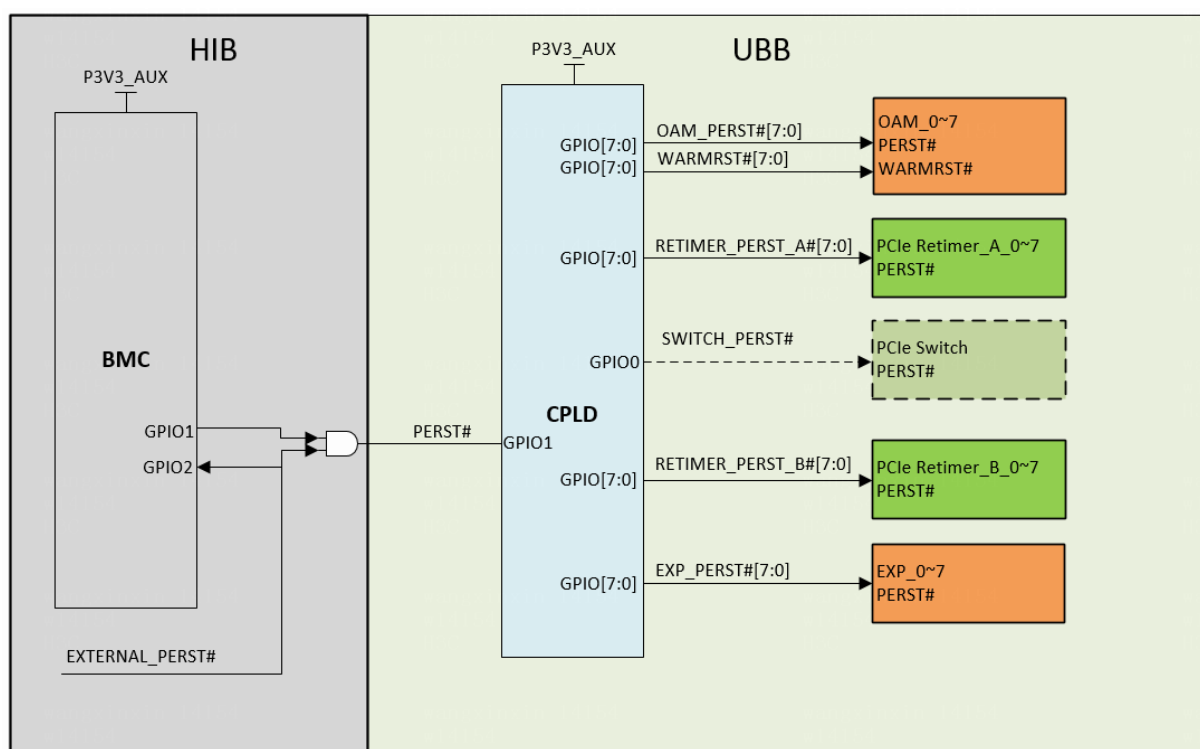 HIB
P3V3_AUX
BMC
GPIO1
GPIO2
EXTERNAL_PERST#
PERST#
UBB
P3V3_AUX
CPLD
GPIO1
GPIO[7:0]
GPIO[7:0]
GPIO[7:0]
GPIO0
GPIO[7:0]
GPIO[7:0]
OAM_PERST#[7:0]
WARMRST#[7:0]
RETIMER_PERST_A#[7:0]
SWITCH_PERST#
RETIMER_PERST_B#[7:0]
EXP_PERST#[7:0]
OAM_0~7
PERST#
WARMRST#
PCIe Retimer_A_0~7
PERST#
PCIe Switch
PERST#
PCIe Retimer_B_0~7
PERST#
EXP_0~7
PERST#